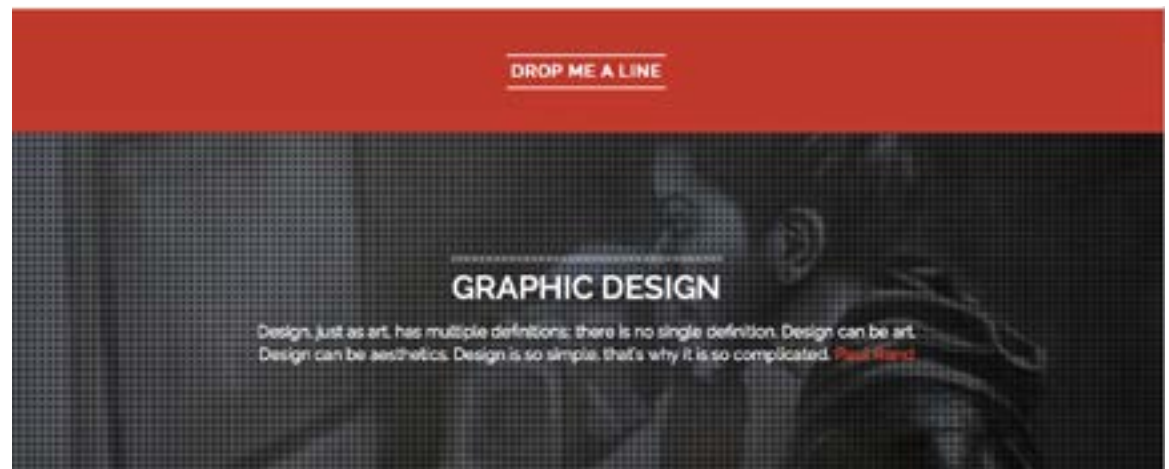 DROP ME A LINE
GRAPHIC DESIGN
Design, just as art, has multiple definitions; there is no single definition. Design can be art.
Design can be aesthetics. Design is so simple, that's why it is so complicated. Paul Rand.